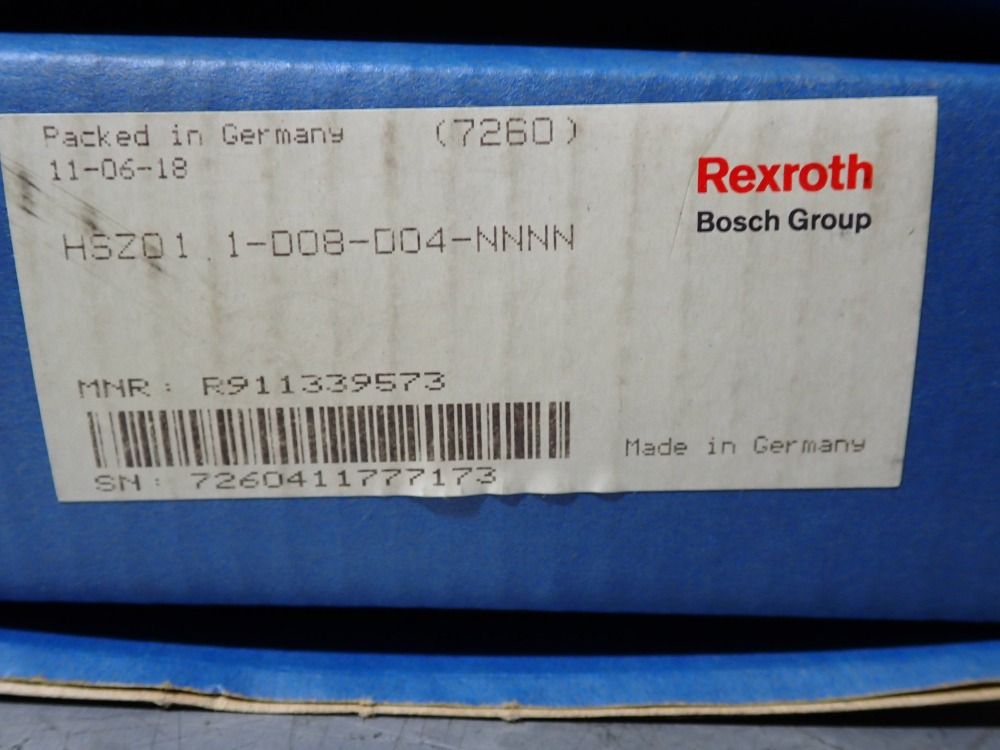 Packed in Germany (7260)
11-06-18
Rexroth
Bosch Group
HSZ01.1-D08-D04-NNNN
MNR: R911339573
Made in Germany
SN: 7260411777173